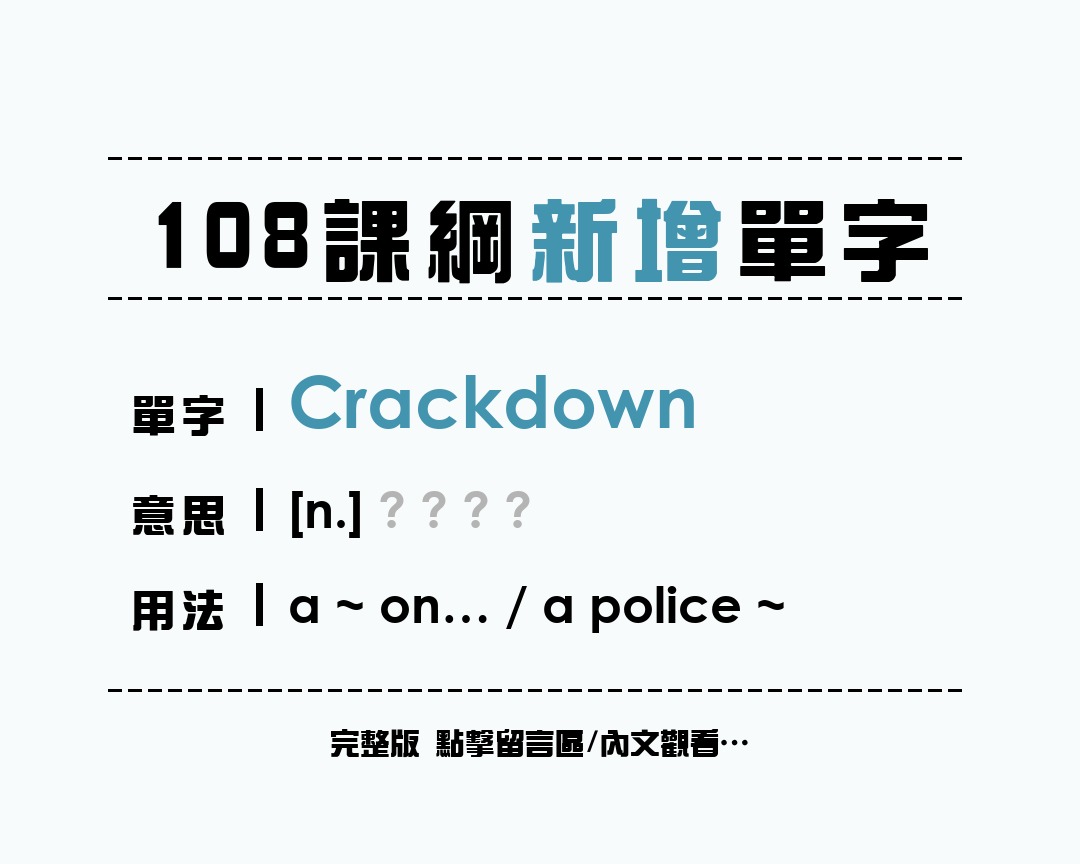 108課綱新增單字
單字 | Crackdown
意思 | [n.] ? ? ? ?
用法 | a ~ on... / a police ~
完整版 點擊留言區/內文觀看…